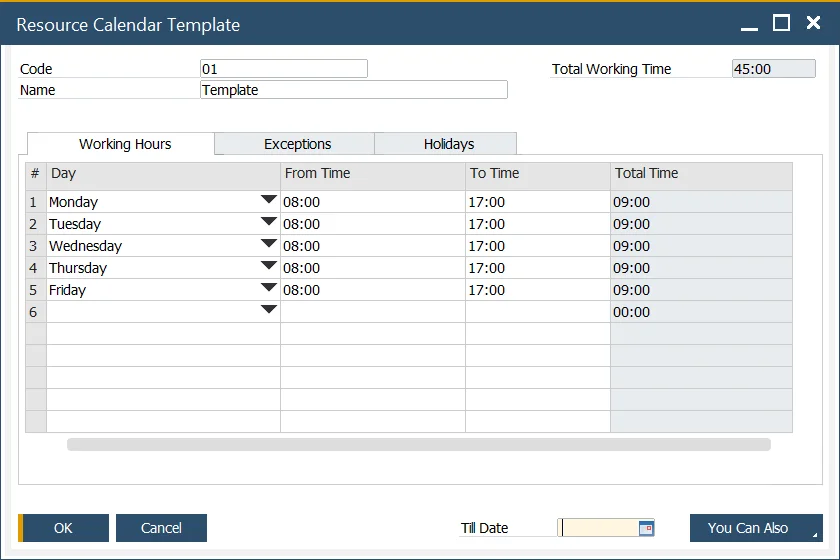 Resource Calendar Template
Code 01 Total Working Time 45:00
Name Template
Working Hours Exceptions Holidays
# Day From Time To Time Total Time
1 Monday 08:00 17:00 09:00
2 Tuesday 08:00 17:00 09:00
3 Wednesday 08:00 17:00 09:00
4 Thursday 08:00 17:00 09:00
5 Friday 08:00 17:00 09:00
6 00:00
OK Cancel Till Date You Can Also